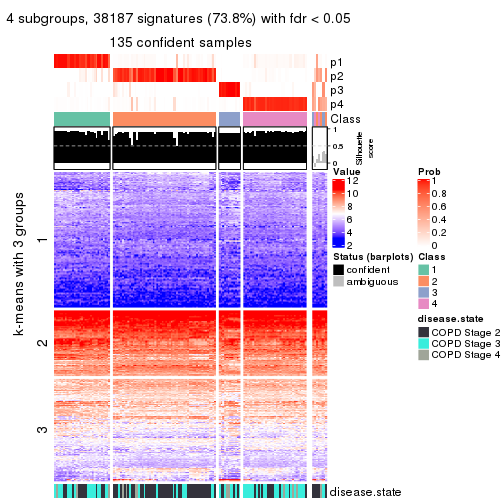 4 subgroups, 38187 signatures (73.8%) with fdr < 0.05
135 confident samples
p1
p2
p3
p4
Class
1
0.5
0
Silhouette
score
k-means with 3 groups
1
2
3
disease.state
Value
12
10
8
6
4
2
Status (barplots)
confident
ambiguous
Prob
1
0.8
0.6
0.4
0.2
0
Class
1
2
3
4
disease.state
COPD Stage 2
COPD Stage 3
COPD Stage 4